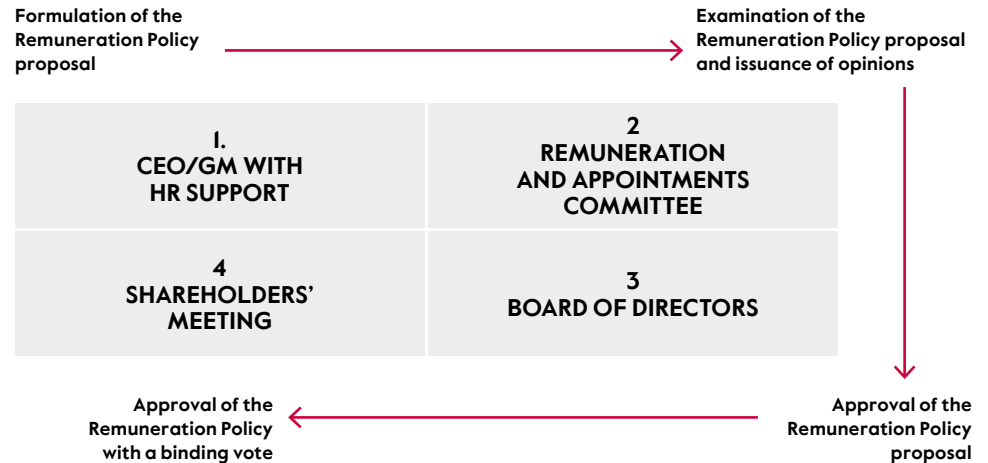 Formulation of the
Remuneration Policy
proposal
Examination of the
Remuneration Policy proposal
and issuance of opinions
1.
CEO/GM WITH
HR SUPPORT
2
REMUNERATION
AND APPOINTMENTS
COMMITTEE
4
SHAREHOLDERS’
MEETING
3
BOARD OF DIRECTORS
Approval of the
Remuneration Policy
with a binding vote
Approval of the
Remuneration Policy
proposal